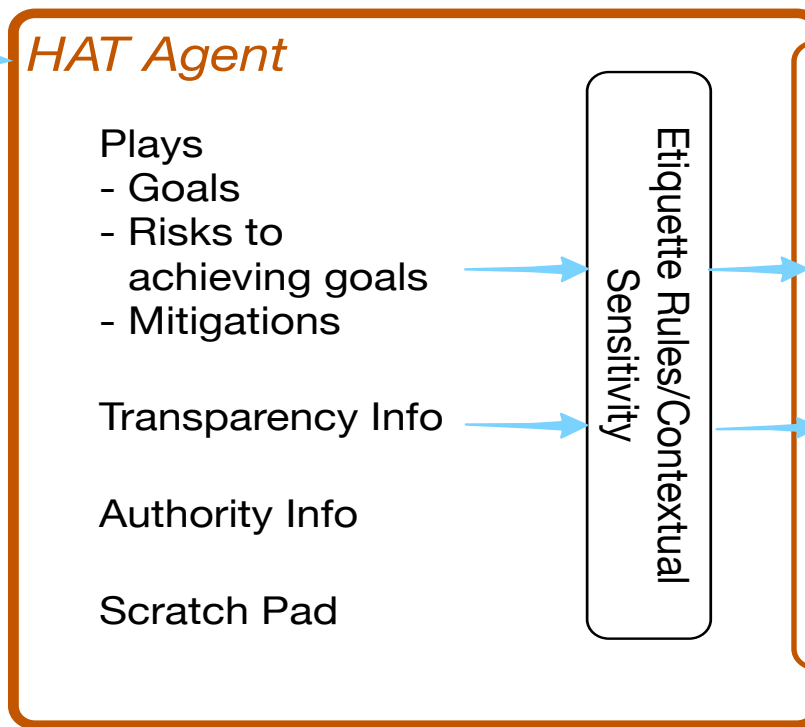 HAT Agent
Plays
- Goals
- Risks to
achieving goals
- Mitigations
Transparency Info
Authority Info
Scratch Pad
Etiquette Rules/Contextual
Sensitivity